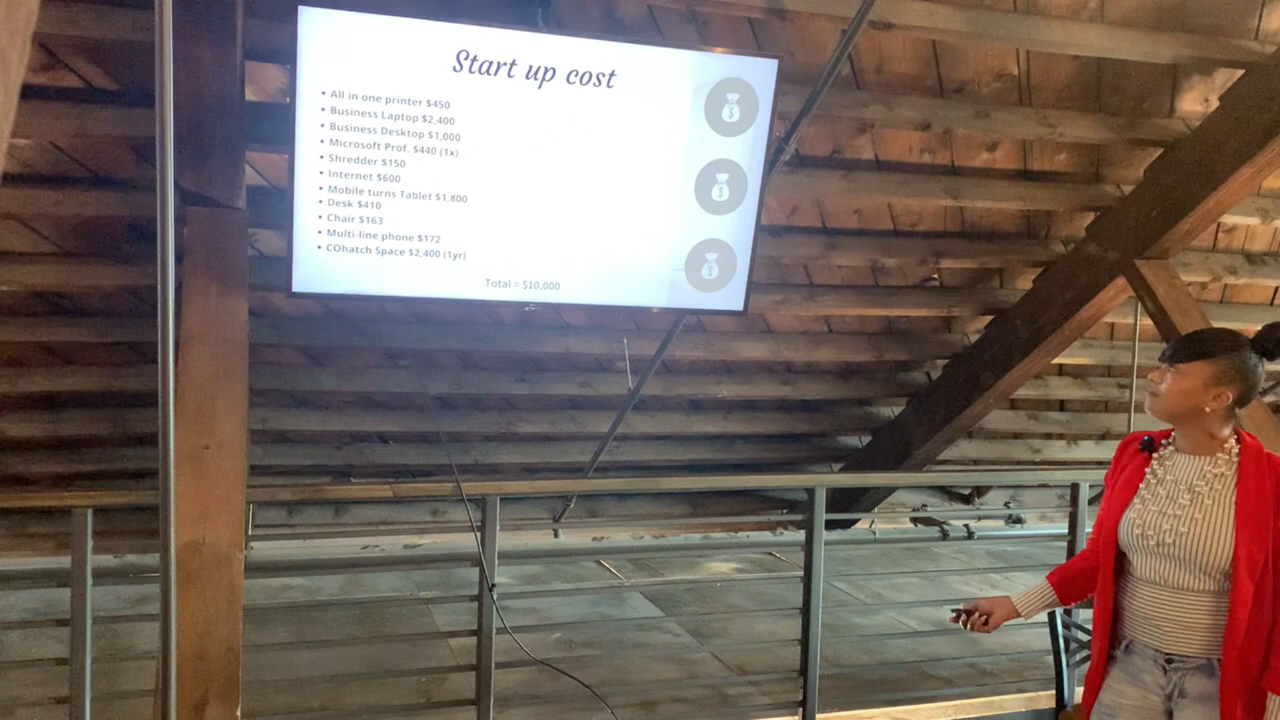 Start up cost
• All in one printer $450
• Business Laptop $2,400
• Business Desktop $1,000
• Microsoft Prof. $440 (1x)
• Shredder $150
• Internet $600
• Mobile turns Tablet $1,800
• Desk $410
• Chair $163
• Multi-line phone $172
• COhatch Space $2,400 (1yr)
Total = $10,000
$
$
$